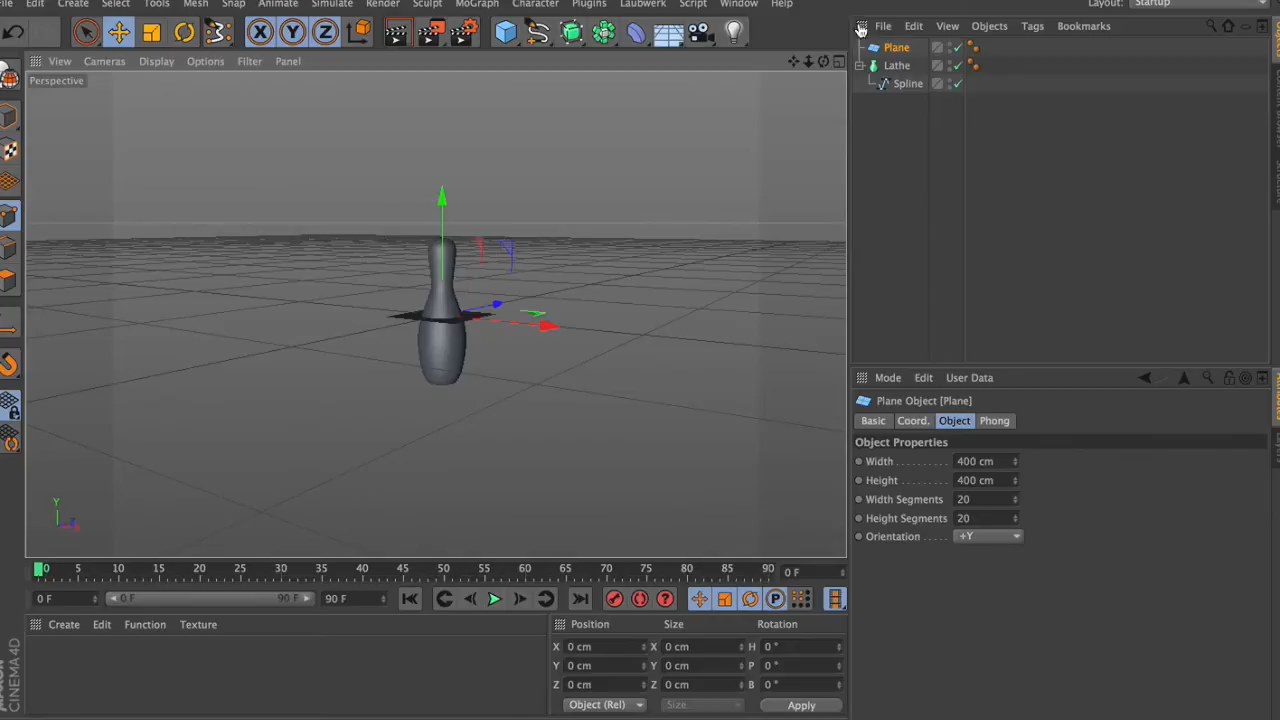 Edit Create Select Tools Mesh Snap Animate Simulate Render Sculpt MoGraph Character Plugins Laubwerk Script Window Help
Layout: Startup
X Y Z
File Edit View Objects Tags Bookmarks
View Cameras Display Options Filter Panel
Perspective
Plane
Lathe
Spline
Mode Edit User Data
Plane Object [Plane]
Basic Coord. Object Phong
Object Properties
Width 400 cm
Height 400 cm
Width Segments 20
Height Segments 20
Orientation +Y
Y
0 5 10 15 20 25 30 35 40 45 50 55 60 65 70 75 80 85 90 0 F
0 F 0 F 90 F 90 F P
Create Edit Function Texture
Position Size Rotation
X 0 cm X 0 cm H 0 °
Y 0 cm Y 0 cm P 0 °
Z 0 cm Z 0 cm B 0 °
Object (Rel) Size Apply
MAXON
CINEMA 4D